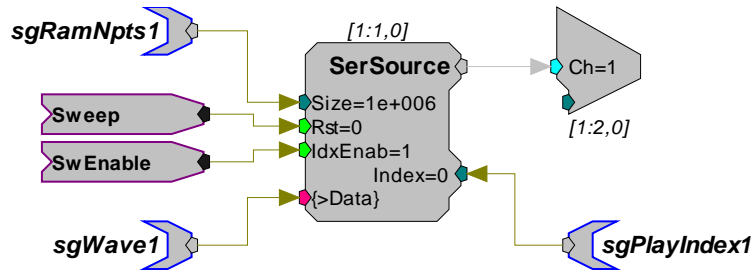 sgRamNpts1
[1:1,0]
SerSource
Ch=1
Size=1e+006
Sweep
Rst=0
[1:2,0]
IdxEnab=1
SwEnable
Index=0
{>Data}
sgWave1
sgPlayIndex1